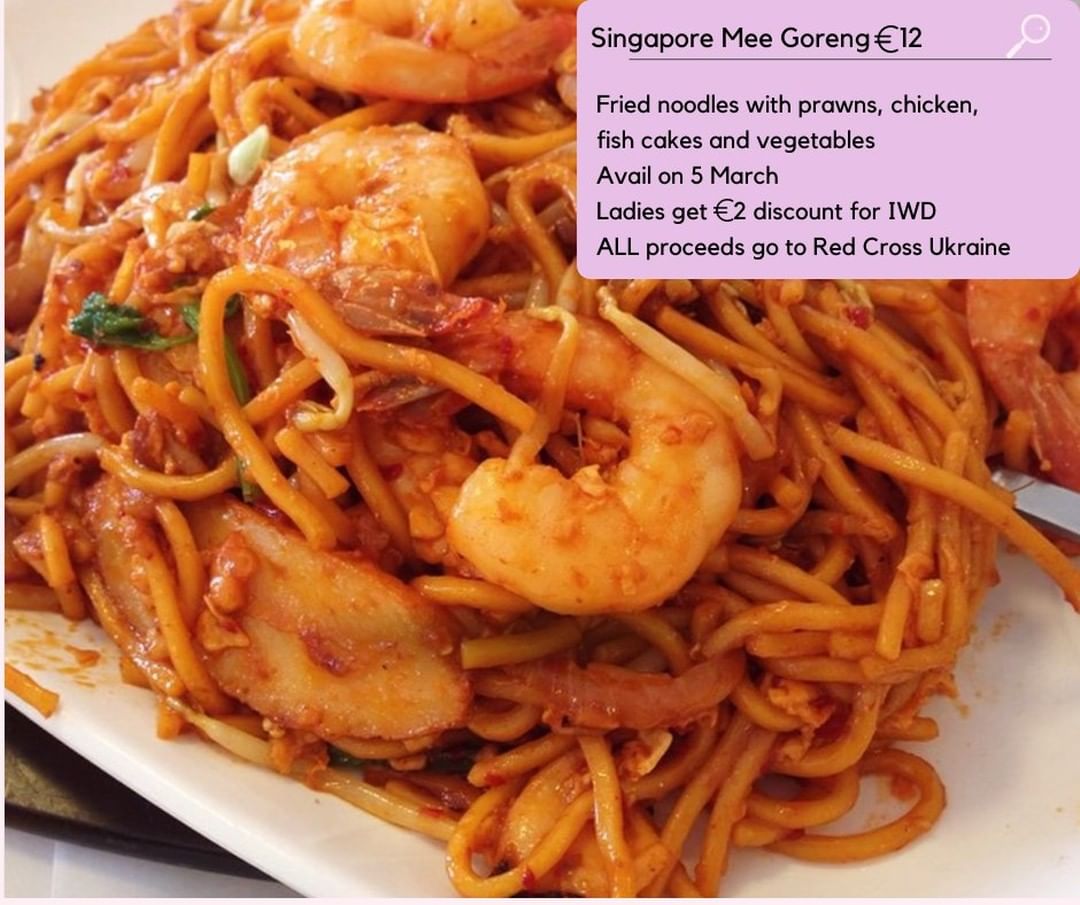 Singapore Mee Goreng €12
Fried noodles with prawns, chicken,
fish cakes and vegetables
Avail on 5 March
Ladies get €2 discount for IWD
ALL proceeds go to Red Cross Ukraine